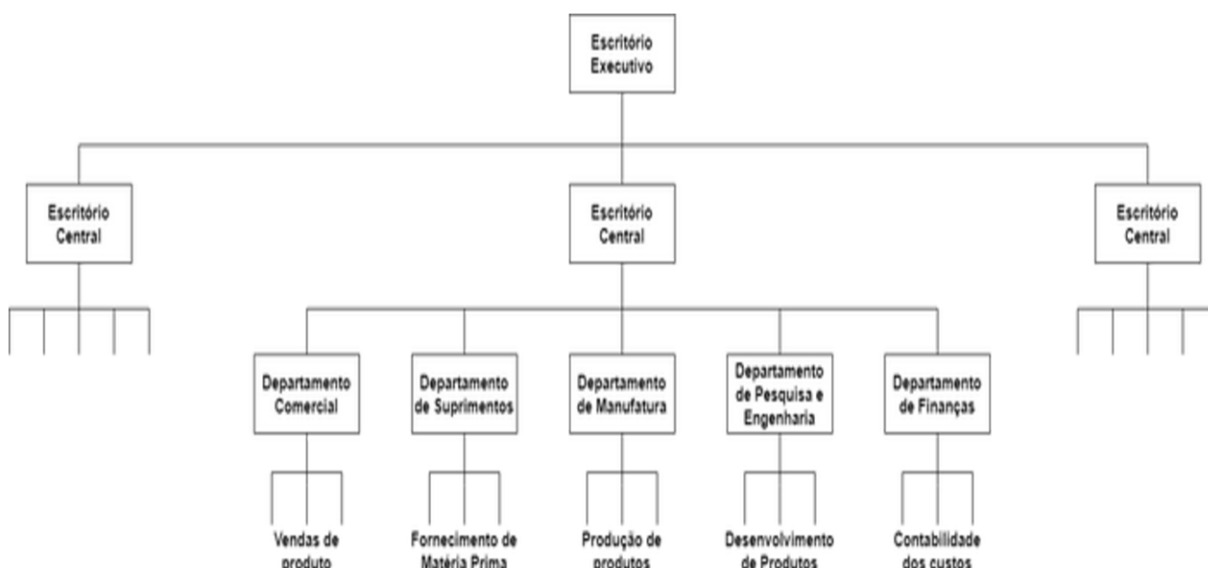 Escritório
Executivo
Escritório
Central
Escritório
Central
Escritório
Central
Departamento
Comercial
Departamento
de Suprimentos
Departamento
de Manufatura
Departamento
de Pesquisa e
Engenharia
Departamento
de Finanças
Vendas de
produto
Fornecimento de
Matéria Prima
Produção de
produtos
Desenvolvimento
de Produtos
Contabilidade
dos custos